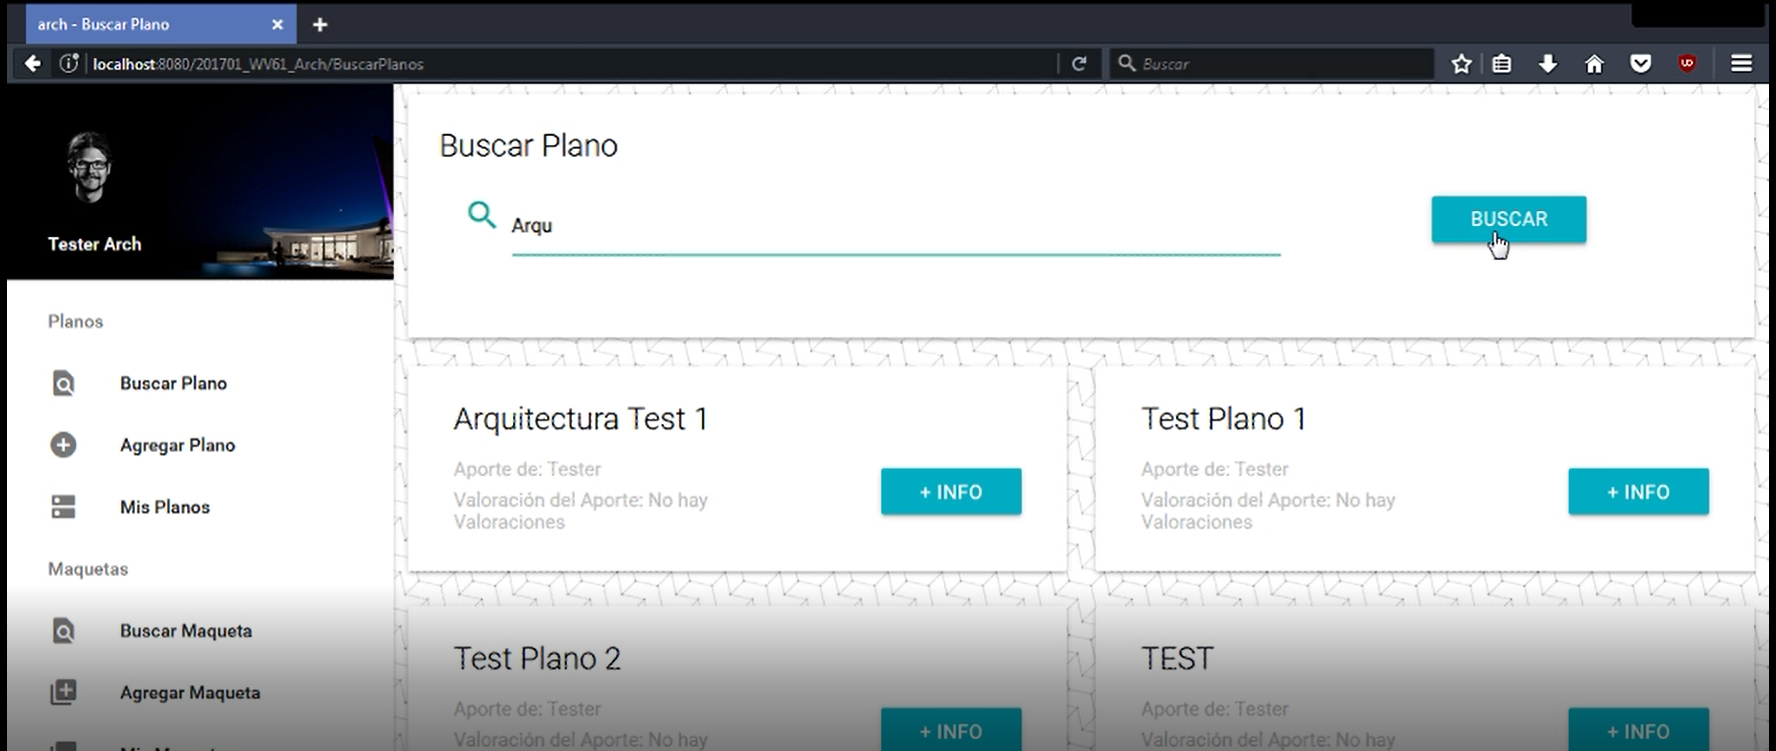 arch - Buscar Plano
localhost:8080/201701_WV61_Arch/BuscarPlanos
Buscar
Tester Arch
Planos
Buscar Plano
Agregar Plano
Mis Planos
Maquetas
Buscar Maqueta
Agregar Maqueta
Buscar Plano
Arqu
BUSCAR
Arquitectura Test 1
Aporte de: Tester
Valoración del Aporte: No hay
Valoraciones
+ INFO
Test Plano 1
Aporte de: Tester
Valoración del Aporte: No hay
Valoraciones
+ INFO
Test Plano 2
Aporte de: Tester
Valoración del Aporte: No hay
+ INFO
TEST
Aporte de: Tester
Valoración del Aporte: No hay
+ INFO